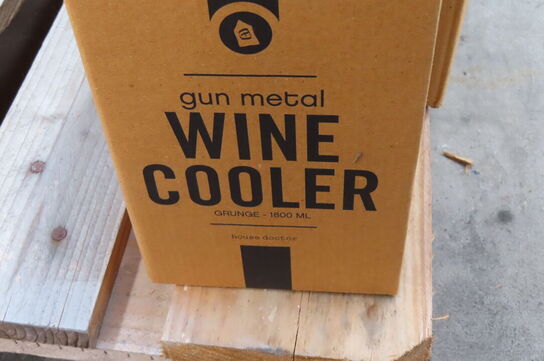 gun metal
WINE
COOLER
GRUNGE - 1600 ML
house doctor